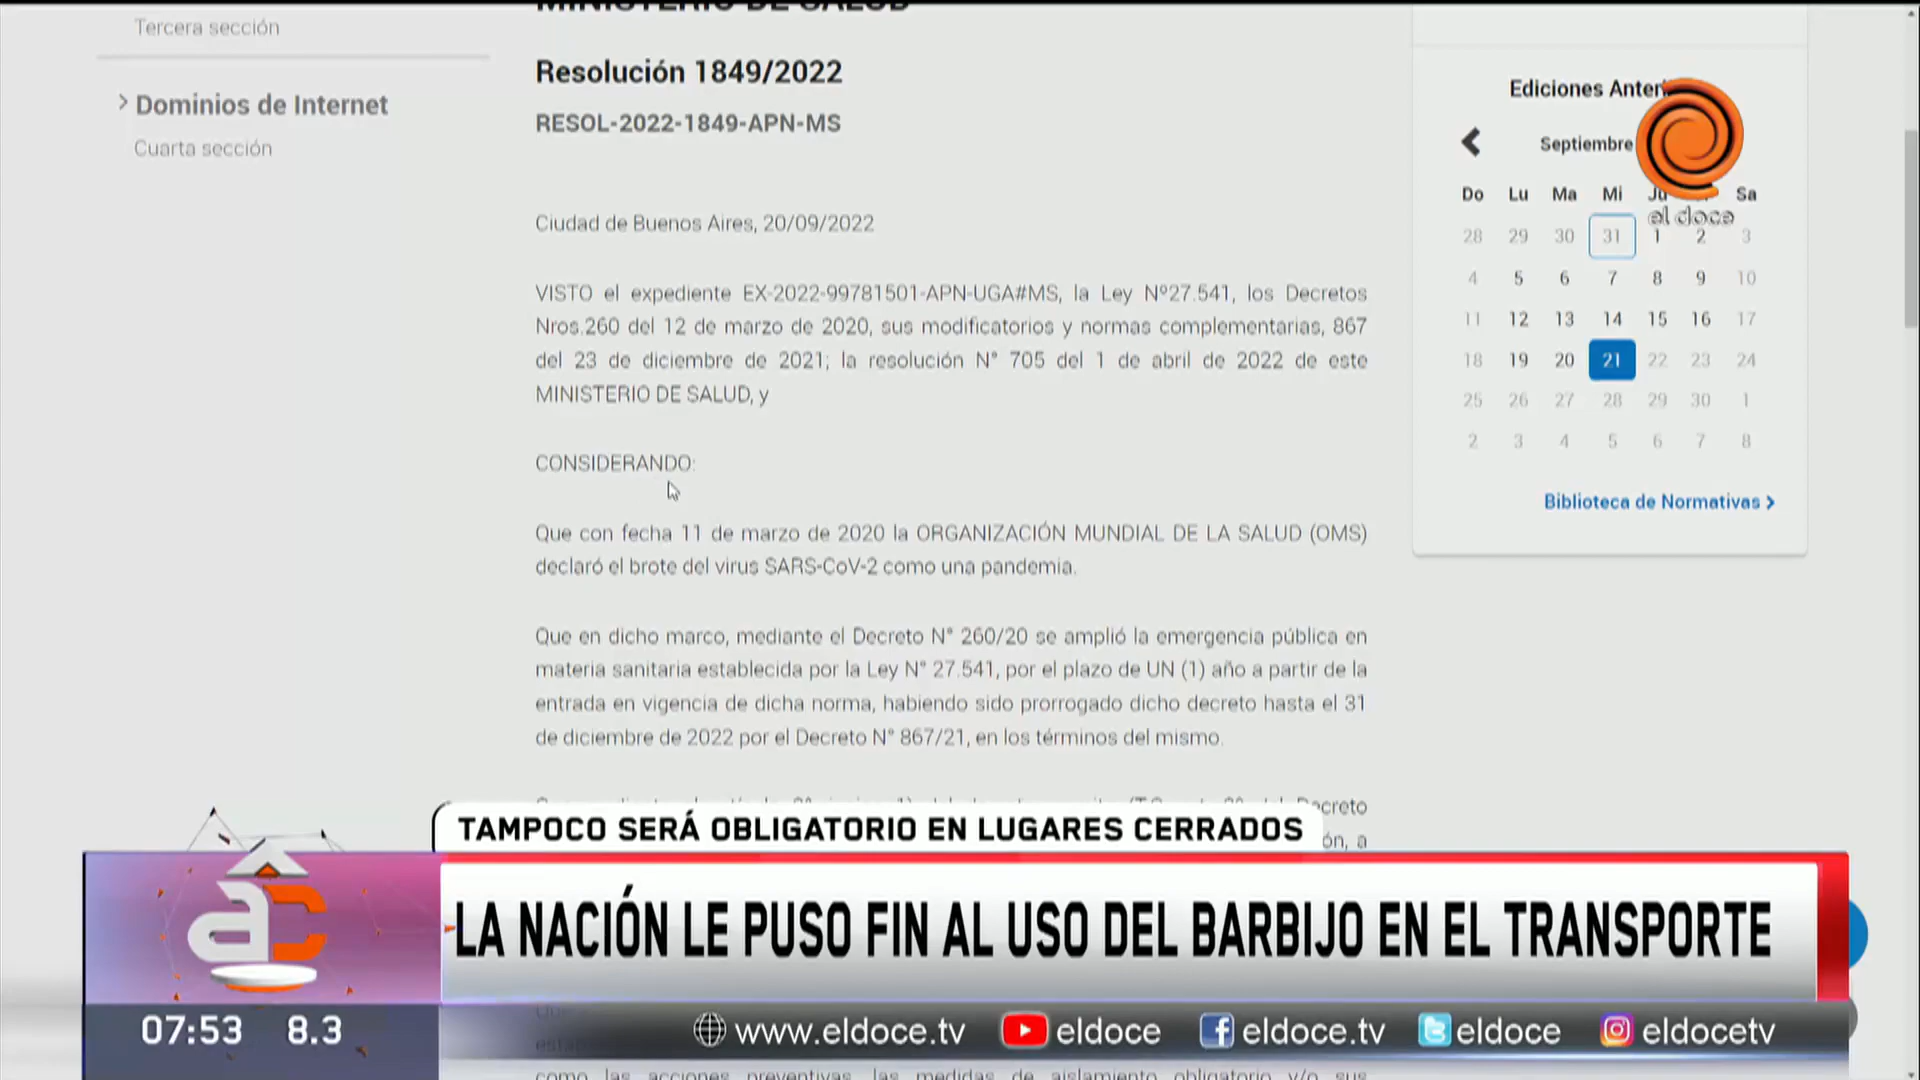 MINISTERIO DE SALUD
Tercera sección
Dominios de Internet
Cuarta sección
Resolución 1849/2022
RESOL-2022-1849-APN-MS
Ciudad de Buenos Aires, 20/09/2022
VISTO el expediente EX-2022-99781501-APN-UGA#MS, la Ley Nº27.541, los Decretos
Nros.260 del 12 de marzo de 2020, sus modificatorios y normas complementarias, 867
del 23 de diciembre de 2021; la resolución N° 705 del 1 de abril de 2022 de este
MINISTERIO DE SALUD, y
CONSIDERANDO:
Que con fecha 11 de marzo de 2020 la ORGANIZACIÓN MUNDIAL DE LA SALUD (OMS)
declaró el brote del virus SARS-CoV-2 como una pandemia.
Que en dicho marco, mediante el Decreto N° 260/20 se amplió la emergencia pública en
materia sanitaria establecida por la Ley N° 27.541, por el plazo de UN (1) año a partir de la
entrada en vigencia de dicha norma, habiendo sido prorrogado dicho decreto hasta el 31
de diciembre de 2022 por el Decreto N° 867/21, en los términos del mismo.
Ediciones
Septiembre
Do Lu Ma Mi Sa
el doce
28 29 30 31 1 2 3
4 5 6 7 8 9 10
11 12 13 14 15 16 17
18 19 20 21 22 23 24
25 26 27 28 29 30 1
2 3 4 5 6 7 8
Biblioteca de Normativas
TAMPOCO SERÁ OBLIGATORIO EN LUGARES CERRADOS
LA NACIÓN LE PUSO FIN AL USO DEL BARBIJO EN EL TRANSPORTE
07:53 8.3
www.eldoce.tv eldoce eldoce.tv eldoce eldocetv